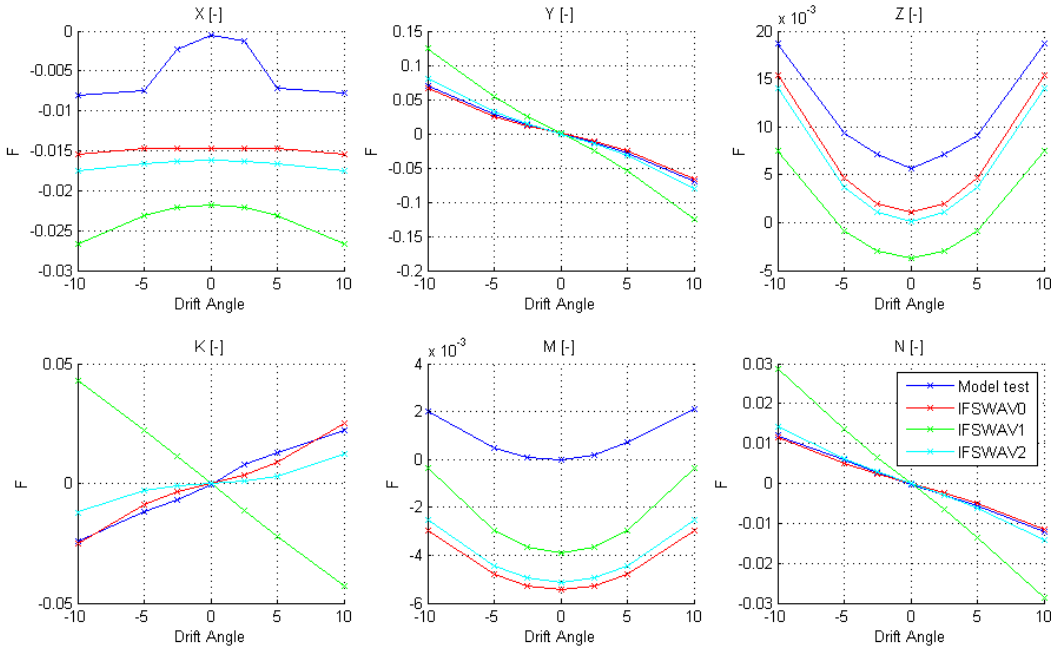 X [-]
0
-0.005
-0.01
-0.015
-0.02
-0.025
-0.03
F
-10 -5 0 5 10
Drift Angle
Y [-]
0.15
0.1
0.05
0
-0.05
-0.1
-0.15
-0.2
F
-10 -5 0 5 10
Drift Angle
Z [-]
x 10⁻³
20
15
10
5
0
-5
F
-10 -5 0 5 10
Drift Angle
K [-]
0.05
0
-0.05
F
-10 -5 0 5 10
Drift Angle
M [-]
x 10⁻³
4
2
0
-2
-4
-6
F
-10 -5 0 5 10
Drift Angle
N [-]
0.03
0.02
0.01
0
-0.01
-0.02
-0.03
F
-10 -5 0 5 10
Drift Angle
Model test
IFSWAV0
IFSWAV1
IFSWAV2